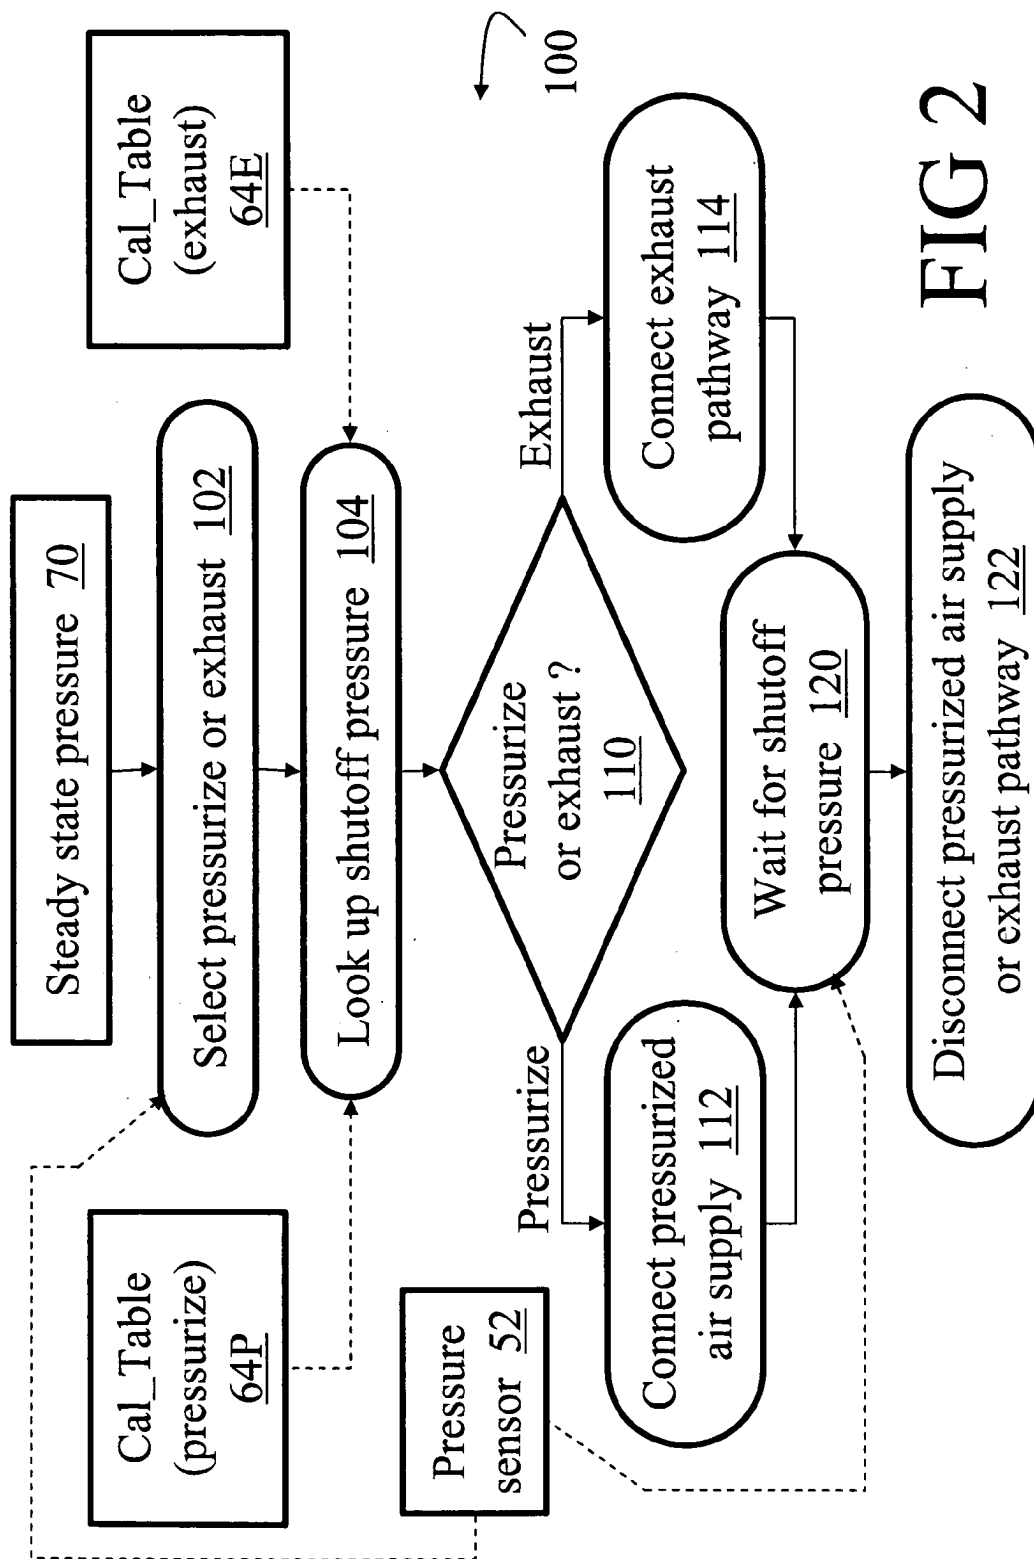 Steady state pressure 70
Select pressurize or exhaust 102
Cal_Table
(pressurize)
64P
Cal_Table
(exhaust)
64E
Look up shutoff pressure 104
100
Pressure
sensor 52
Pressurize
or exhaust ?
110
Pressurize
Exhaust
Connect pressurized
air supply 112
Connect exhaust
pathway 114
Wait for shutoff
pressure 120
Disconnect pressurized air supply
or exhaust pathway 122
FIG 2